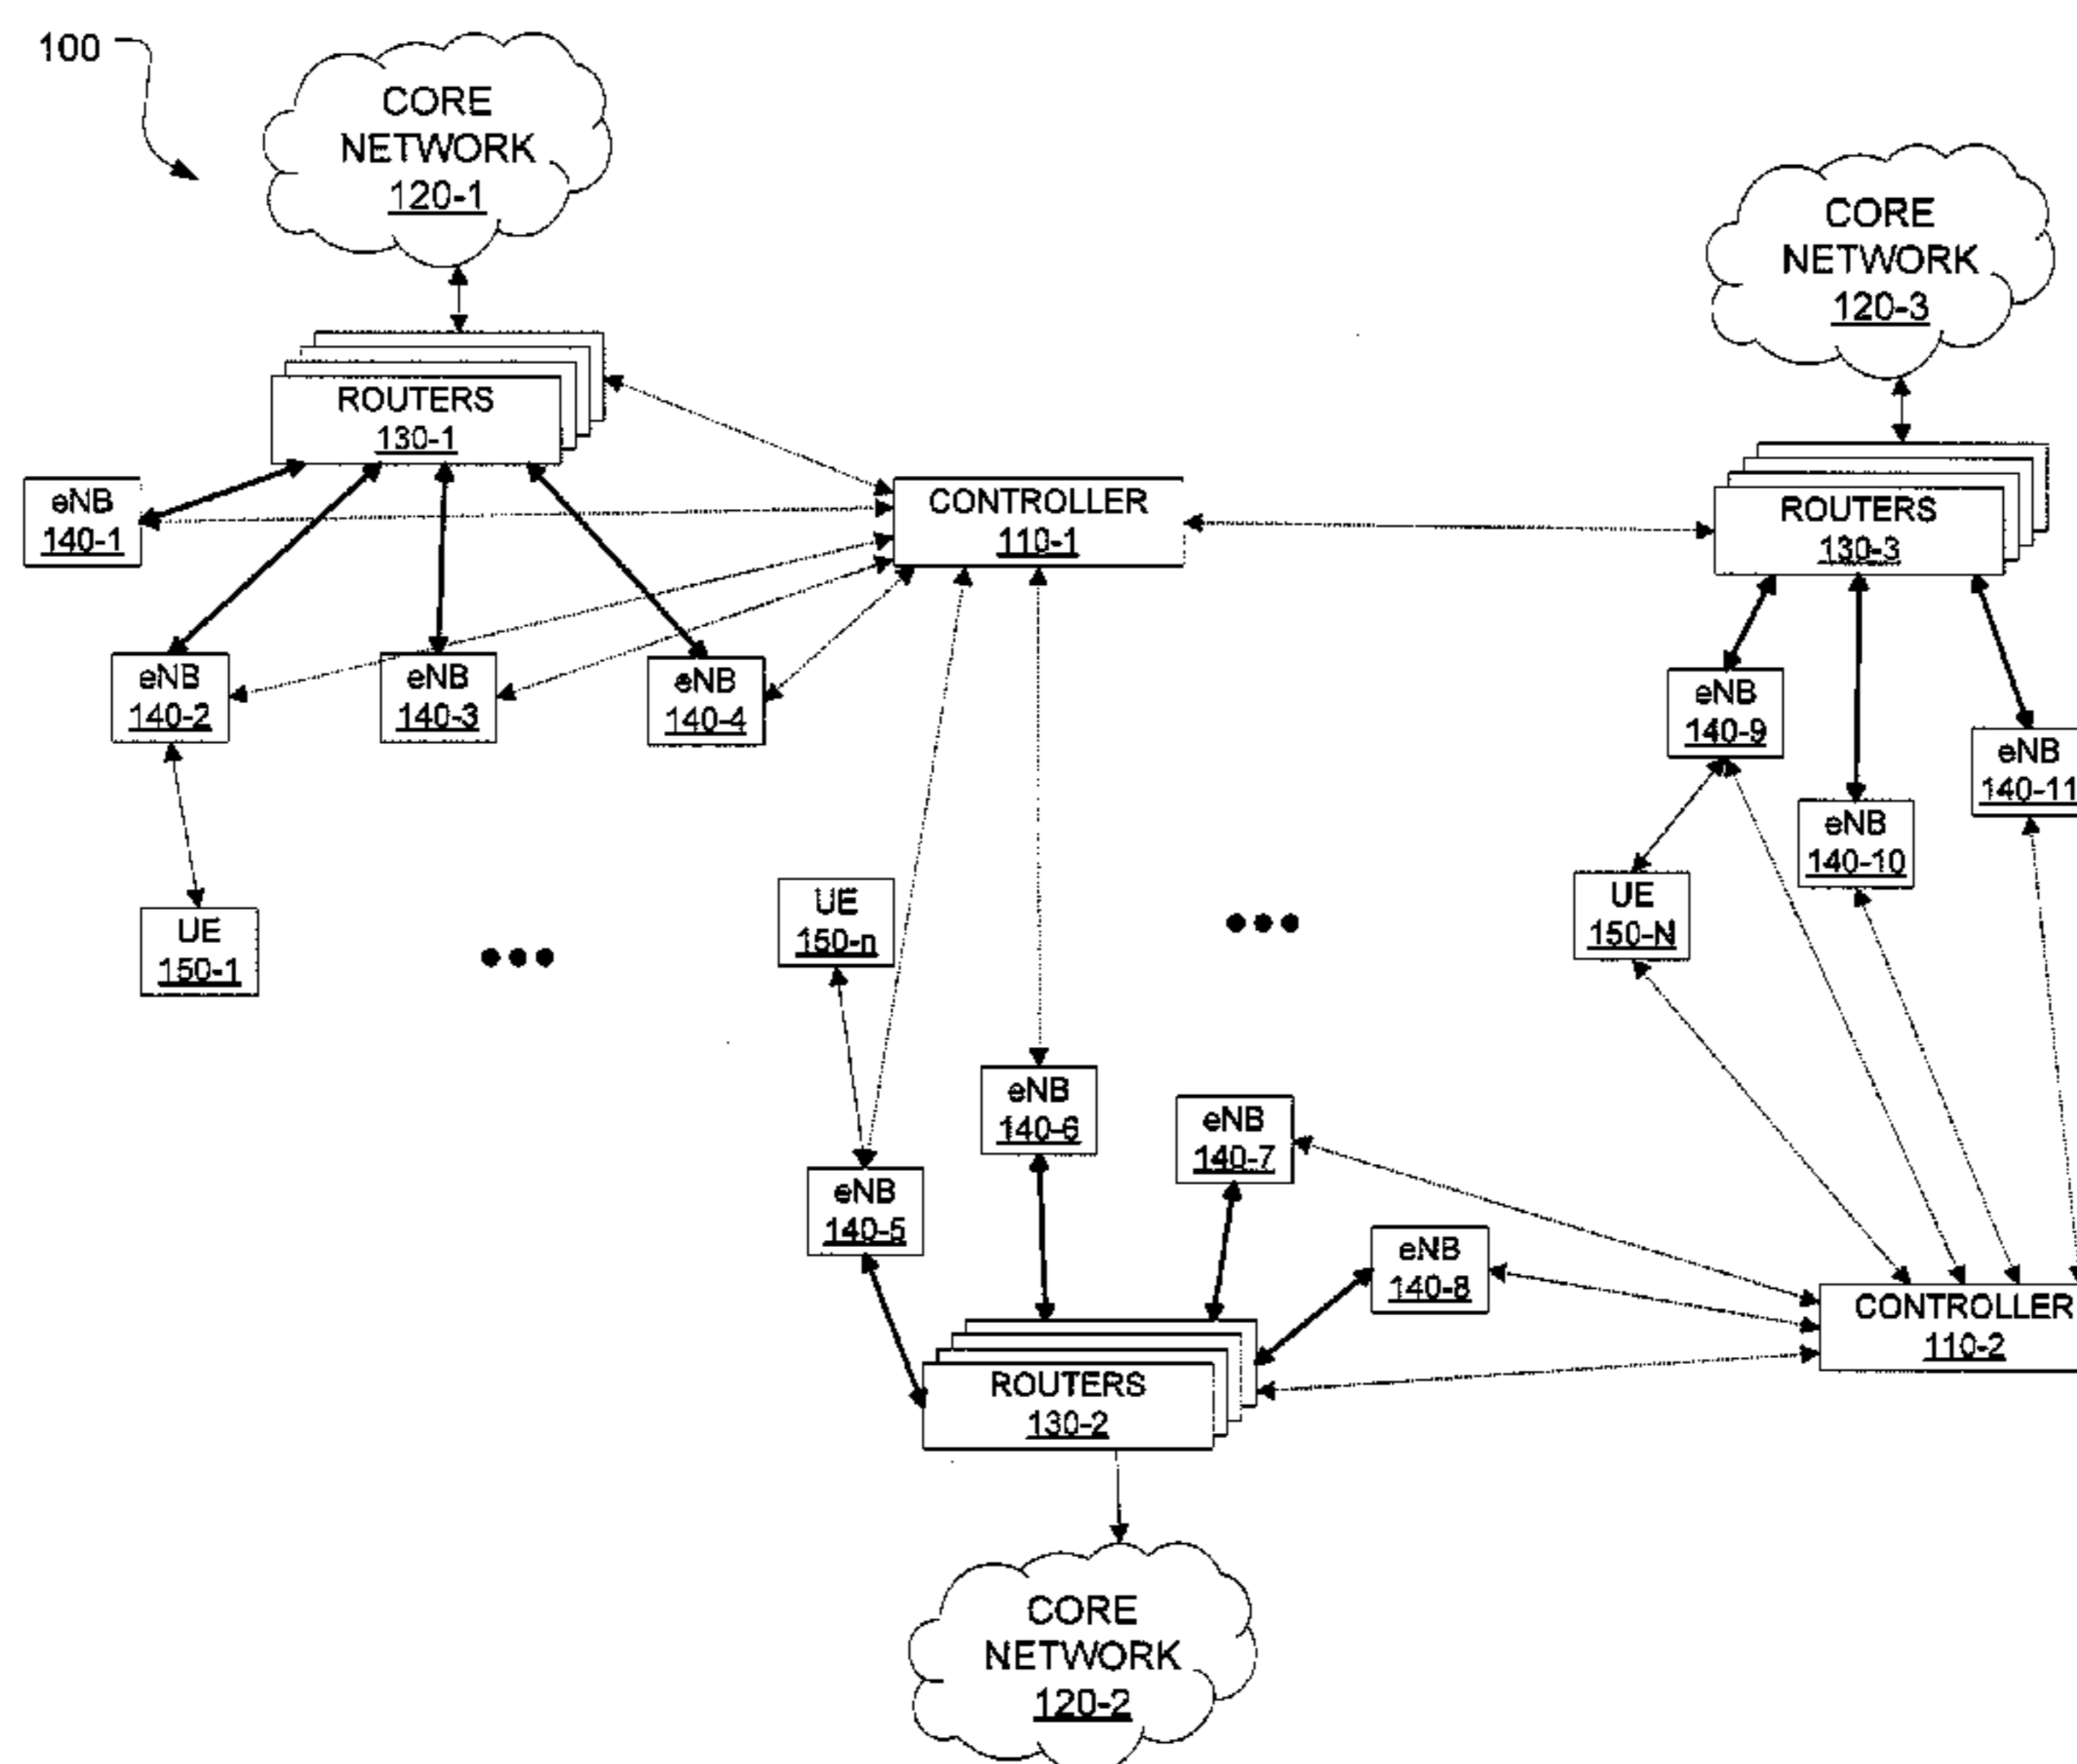 100
CORE
NETWORK
120-1
CORE
NETWORK
120-3
ROUTERS
130-1
eNB
140-1
CONTROLLER
110-1
ROUTERS
130-3
eNB
140-2
eNB
140-3
eNB
140-4
eNB
140-9
eNB
140-11
eNB
140-10
UE
150-1
UE
150-n
UE
150-N
eNB
140-6
eNB
140-7
eNB
140-5
eNB
140-8
CONTROLLER
110-2
ROUTERS
130-2
CORE
NETWORK
120-2